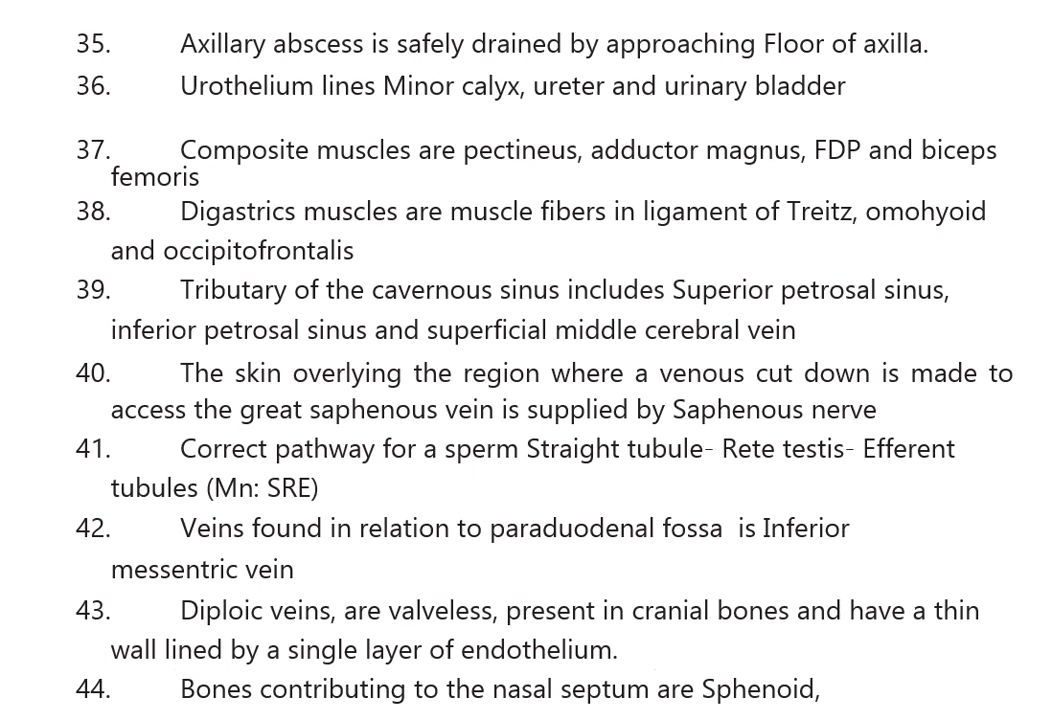 35. Axillary abscess is safely drained by approaching Floor of axilla.
36. Urothelium lines Minor calyx, ureter and urinary bladder
37. Composite muscles are pectineus, adductor magnus, FDP and biceps
femoris
38. Digastrics muscles are muscle fibers in ligament of Treitz, omohyoid
and occipitofrontalis
39. Tributary of the cavernous sinus includes Superior petrosal sinus,
inferior petrosal sinus and superficial middle cerebral vein
40. The skin overlying the region where a venous cut down is made to
access the great saphenous vein is supplied by Saphenous nerve
41. Correct pathway for a sperm Straight tubule- Rete testis- Efferent
tubules (Mn: SRE)
42. Veins found in relation to paraduodenal fossa is Inferior
messentric vein
43. Diploic veins, are valveless, present in cranial bones and have a thin
wall lined by a single layer of endothelium.
44. Bones contributing to the nasal septum are Sphenoid,